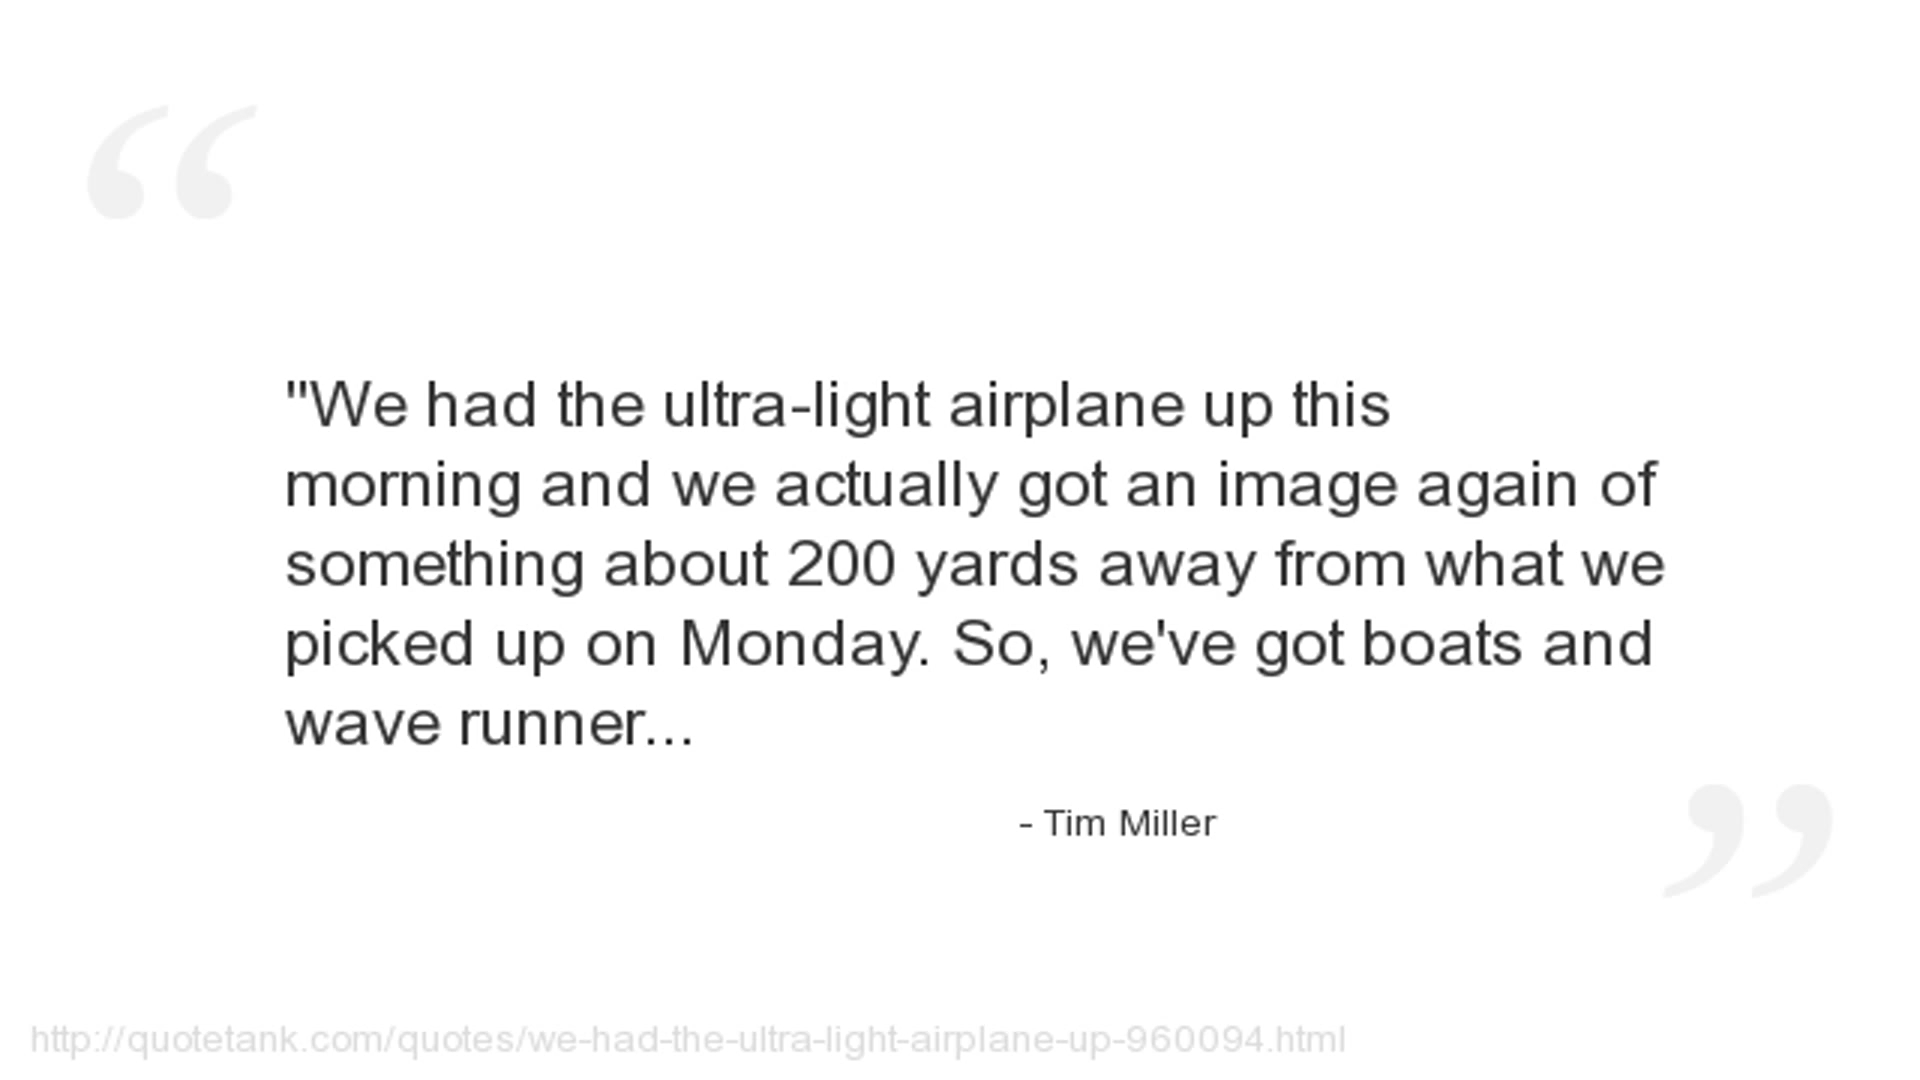 "We had the ultra-light airplane up this
morning and we actually got an image again of
something about 200 yards away from what we
picked up on Monday. So, we've got boats and
wave runner...
- Tim Miller
http://quotetank.com/quotes/we-had-the-ultra-light-airplane-up-960094.html